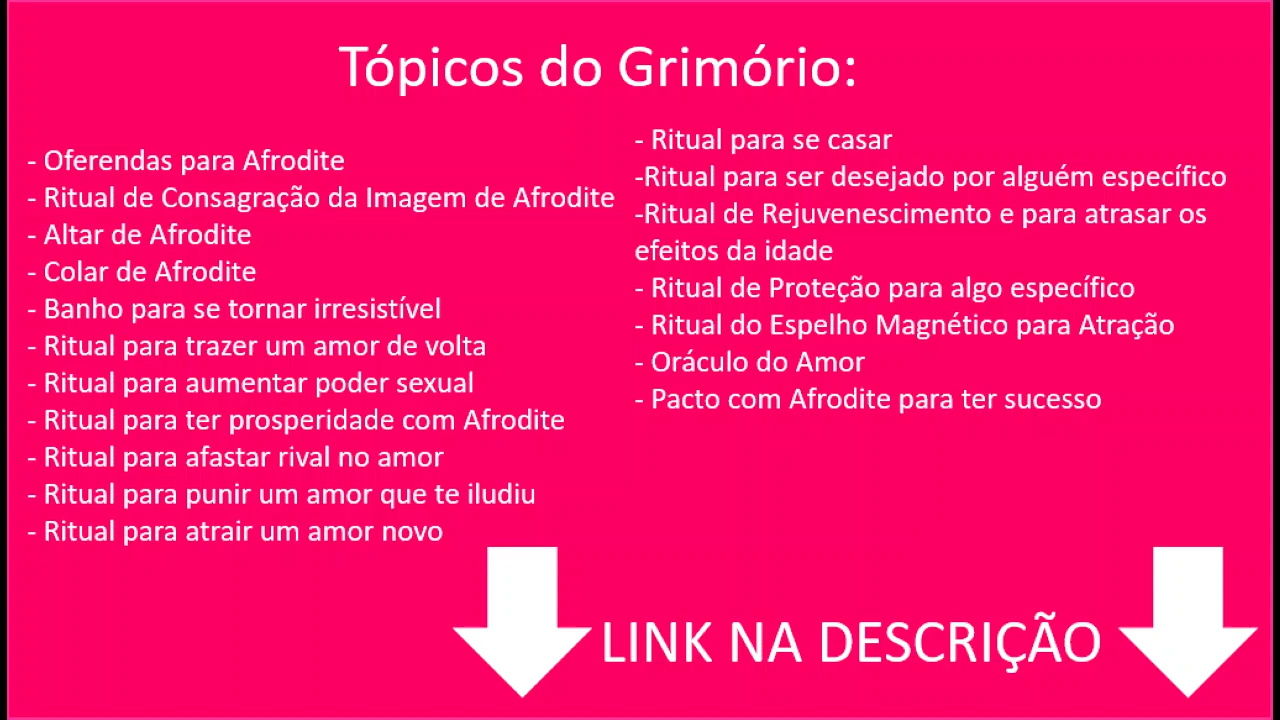 Tópicos do Grimório:
- Oferendas para Afrodite
- Ritual de Consagração da Imagem de Afrodite
- Altar de Afrodite
- Colar de Afrodite
- Banho para se tornar irresistível
- Ritual para trazer um amor de volta
- Ritual para aumentar poder sexual
- Ritual para ter prosperidade com Afrodite
- Ritual para afastar rival no amor
- Ritual para punir um amor que te iludiu
- Ritual para atrair um amor novo
- Ritual para se casar
-Ritual para ser desejado por alguém específico
-Ritual de Rejuvenescimento e para atrasar os
efeitos da idade
- Ritual de Proteção para algo específico
- Ritual do Espelho Magnético para Atração
- Oráculo do Amor
- Pacto com Afrodite para ter sucesso
LINK NA DESCRIÇÃO